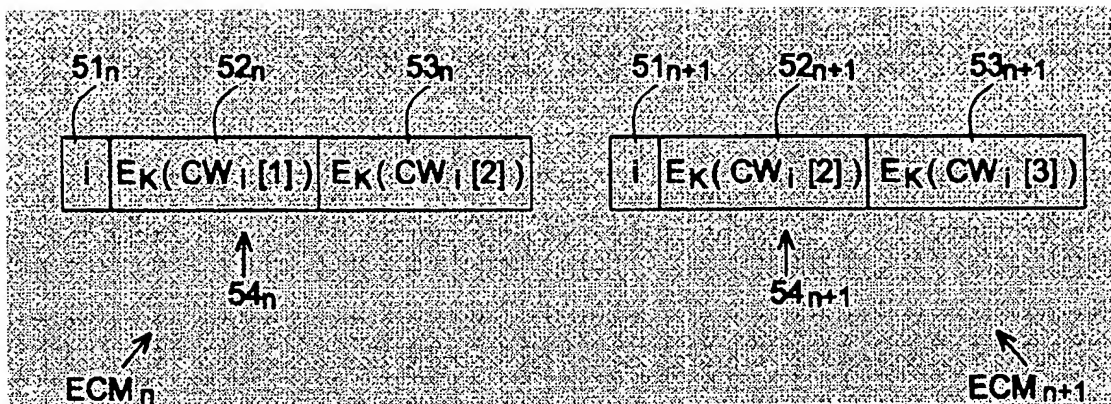 51n 52n 53n 51n+1 52n+1 53n+1
i EK(CWi[1]) EK(CWi[2]) i EK(CWi[2]) EK(CWi[3])
54n 54n+1
ECMn ECMn+1